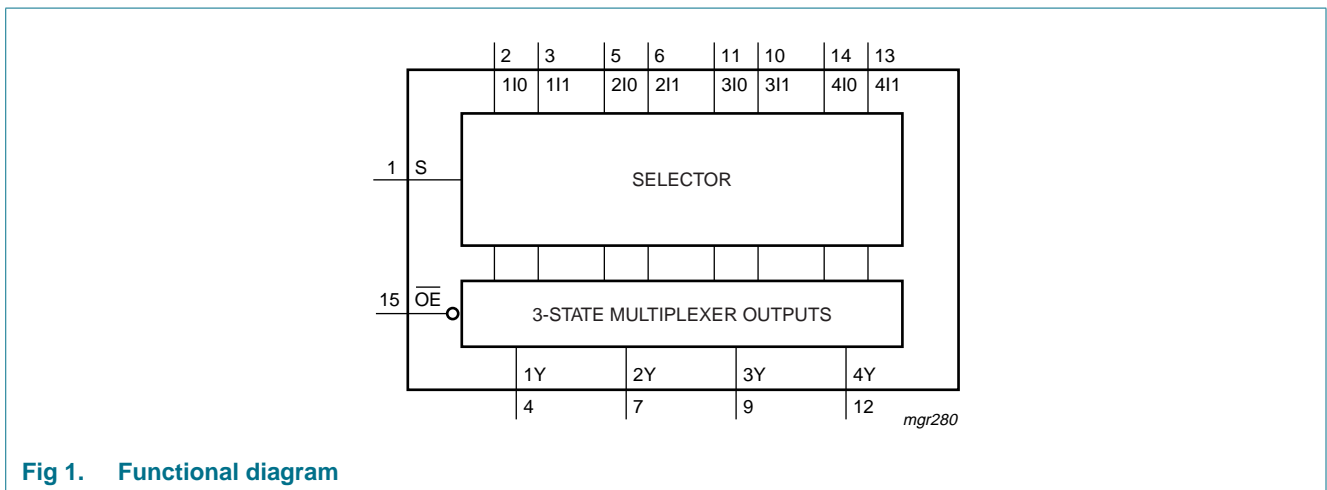 2 3 5 6 11 10 14 13
1I0 1I1 2I0 2I1 3I0 3I1 4I0 4I1
1 S
SELECTOR
15 OE
3-STATE MULTIPLEXER OUTPUTS
1Y 2Y 3Y 4Y
4 7 9 12
mgr280
Fig 1. Functional diagram